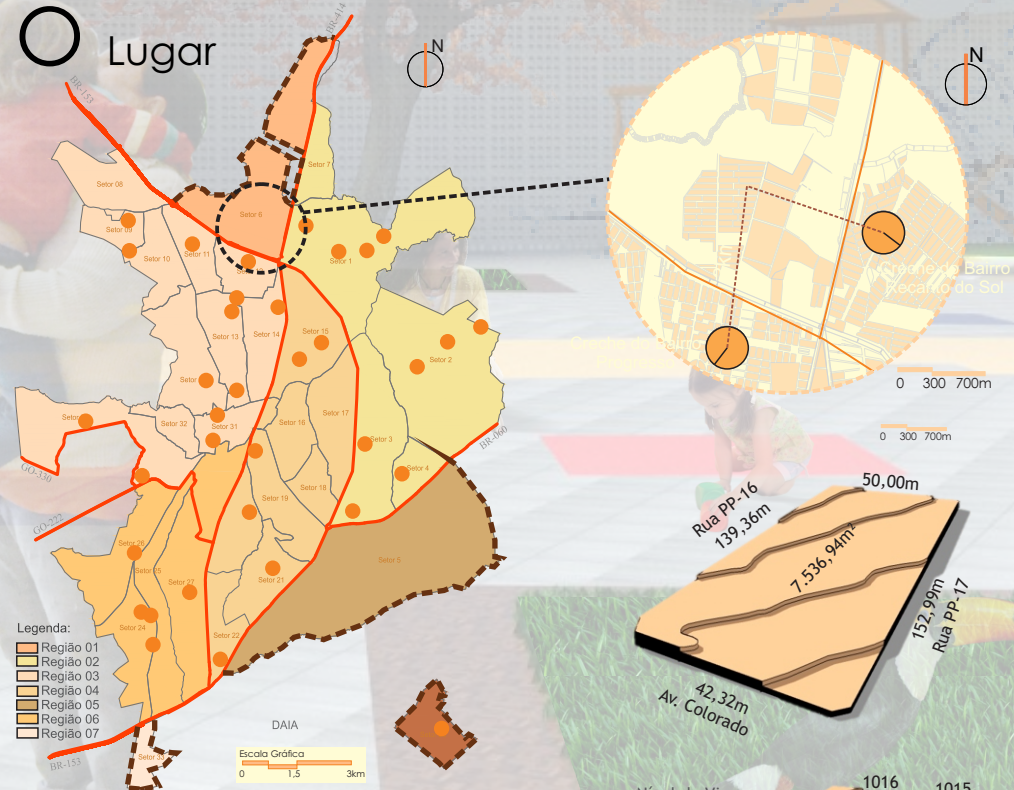 Lugar
BR-414
N
N
BR-153
Setor 7
Setor 08
Setor 6
Setor 09
Setor 10
Setor 11
Setor 1
Creche de Bairro
Recanto do Sol
Setor 13
Setor 14
Setor 15
Setor 2
0 300 700m
Setor
Setor 16
Setor 17
Setor 32
Setor 31
Setor 3
BR-060
0 300 700m
GO-330
Setor 4
Setor 18
Setor 19
GO-222
Rua PP-16
139,36m
50,00m
7.536,94m²
152,99m
Rua PP-17
42,32m
Av. Colorado
Setor 26
Setor 25
Setor 27
Setor 5
Setor 21
Setor 24
Setor 22
Legenda:
Região 01
Região 02
Região 03
Região 04
Região 05
Região 06
Região 07
DAIA
Escala Gráfica
0 1,5 3km
BR-153
Setor 33
1016 1015